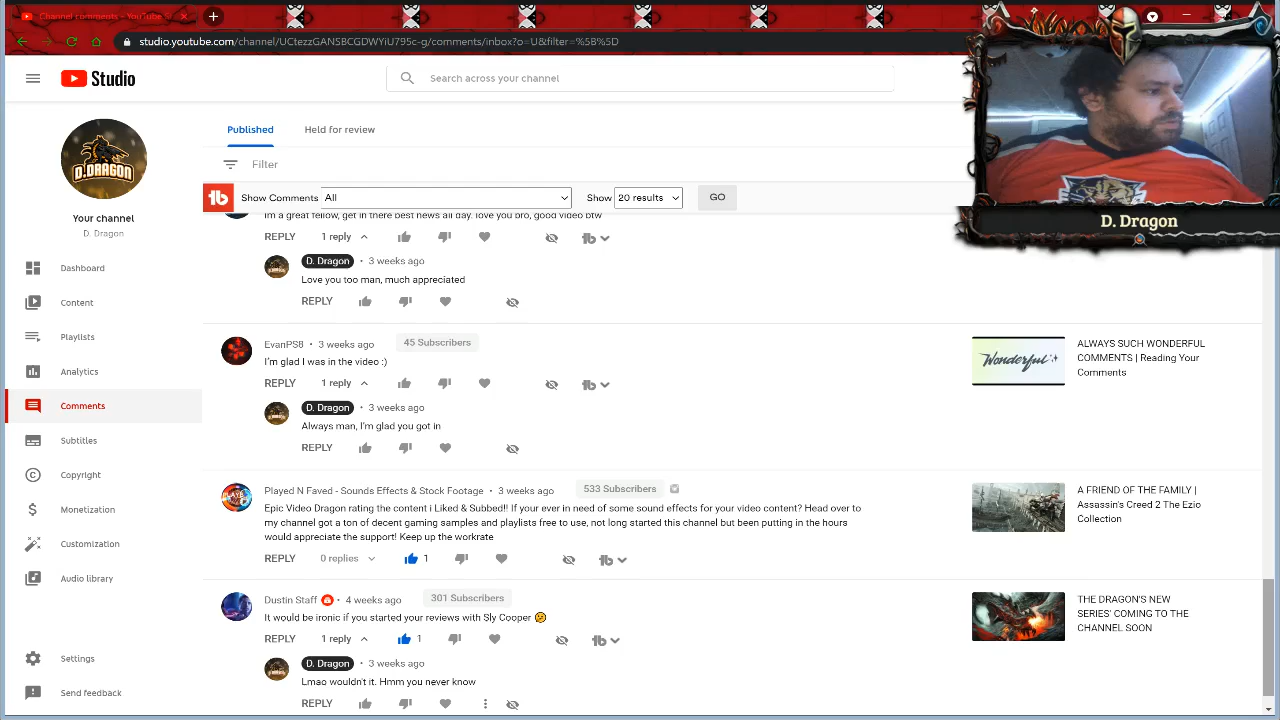 Channel comments - YouTube S
studio.youtube.com/channel/UCtezzGANSBCGDWYiU795c-g/comments/inbox?o=U&filter=%5B%5D
Studio
Search across your channel
D.DRAGON
Your channel
D. Dragon
Dashboard
Content
Playlists
Analytics
Comments
Subtitles
Copyright
Monetization
Customization
Audio library
Settings
Send feedback
Published
Held for review
Filter
Show Comments All Show 20 results GO
I'm a great fellow, get in there best news all day. love you bro, good video btw
REPLY 1 reply
D. Dragon • 3 weeks ago
Love you too man, much appreciated
REPLY
EvanPS8 • 3 weeks ago 45 Subscribers
I'm glad I was in the video :)
REPLY 1 reply
D. Dragon • 3 weeks ago
Always man, I'm glad you got in
REPLY
Wonderful
ALWAYS SUCH WONDERFUL
COMMENTS | Reading Your
Comments
Played N Faved - Sounds Effects & Stock Footage • 3 weeks ago 533 Subscribers
Epic Video Dragon rating the content i Liked & Subbed!! If your ever in need of some sound effects for your video content? Head over to
my channel got a ton of decent gaming samples and playlists free to use, not long started this channel but been putting in the hours
would appreciate the support! Keep up the workrate
REPLY 0 replies 1
A FRIEND OF THE FAMILY |
Assassin's Creed 2 The Ezio
Collection
Dustin Staff • 4 weeks ago 301 Subscribers
It would be ironic if you started your reviews with Sly Cooper
REPLY 1 reply 1
D. Dragon • 3 weeks ago
Lmao wouldn't it. Hmm you never know
REPLY
THE DRAGON'S NEW
SERIES' COMING TO THE
CHANNEL SOON
D. Dragon